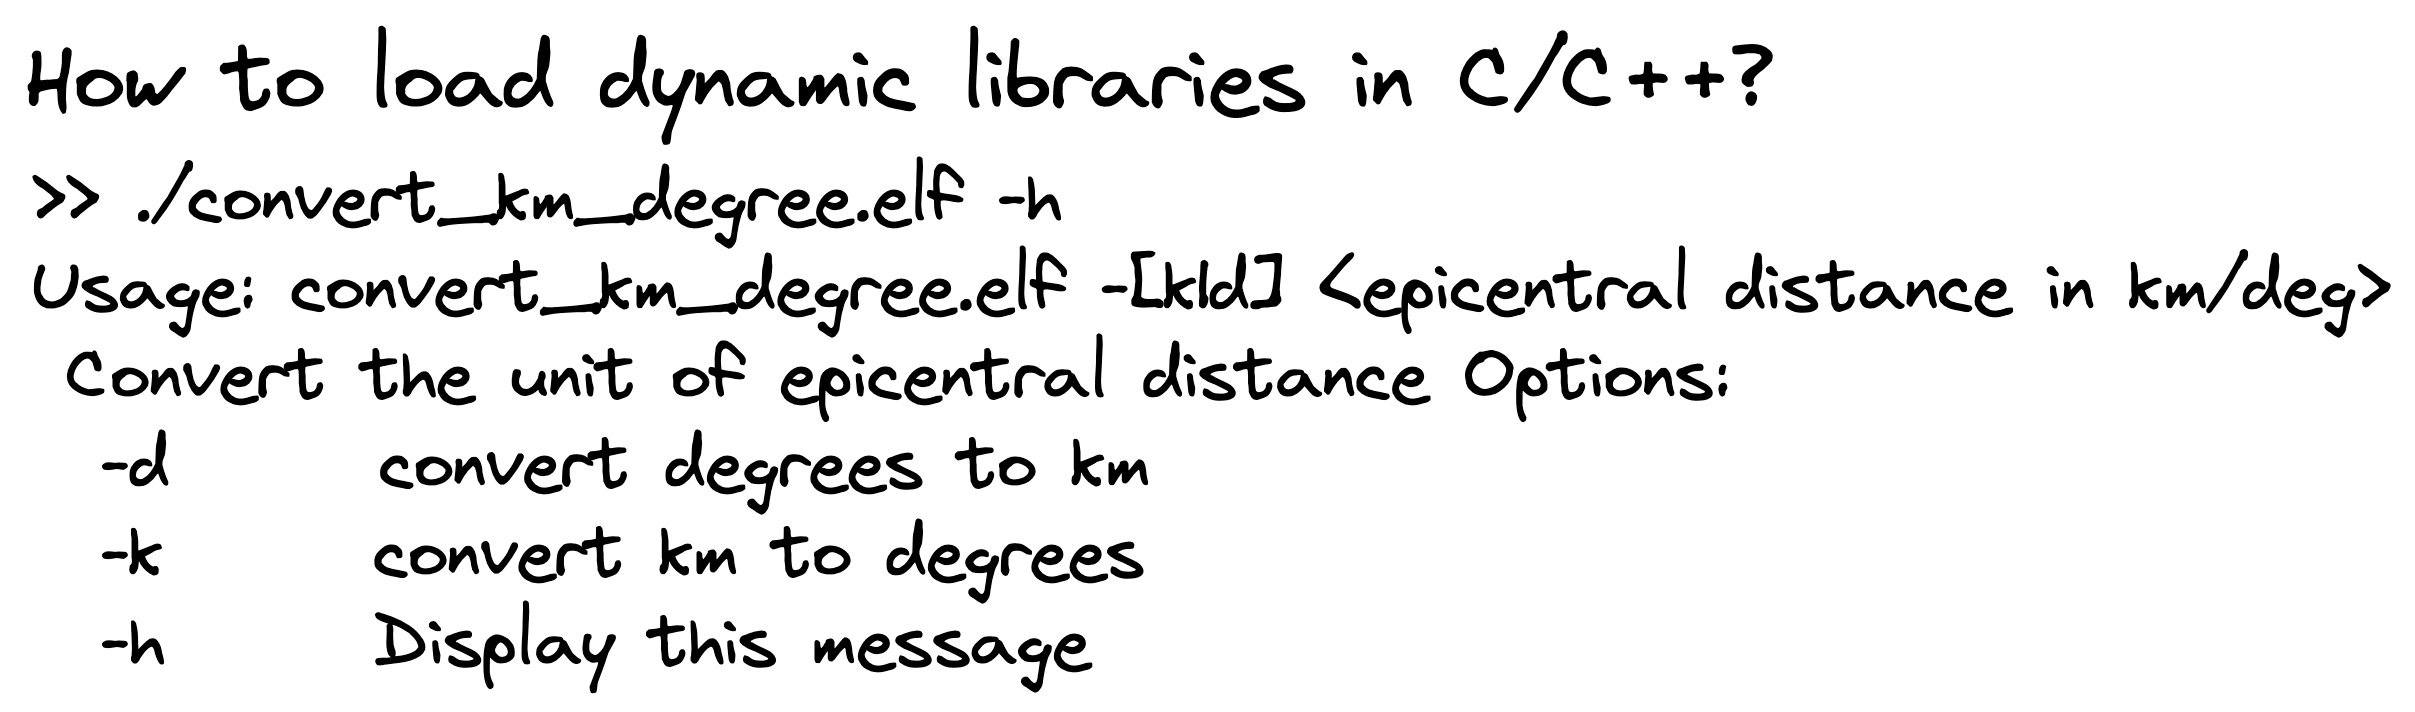 How to load dynamic libraries in C/C++?
>> ./convert_km_degree.elf -h
Usage: convert_km_degree.elf -[k|d] <epicentral distance in km/deg>
Convert the unit of epicentral distance Options:
-d convert degrees to km
-k convert km to degrees
-h Display this message